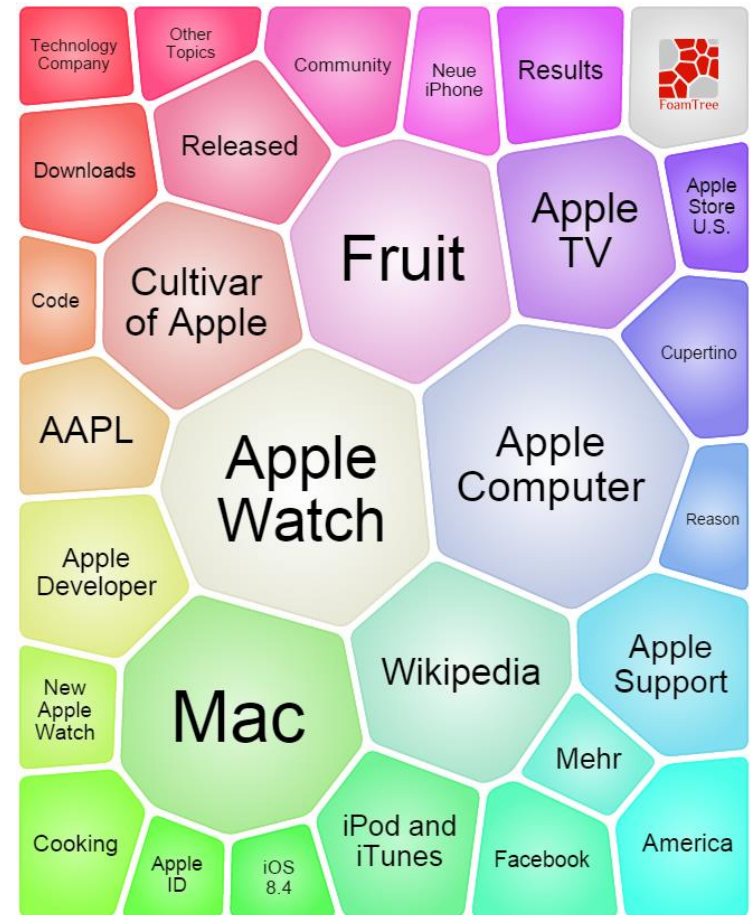 Technology
Company
Other
Topics
Community
Neue
iPhone
Results
FoamTree
Downloads
Released
Fruit
Apple
TV
Apple
Store
U.S.
Code
Cultivar
of Apple
Cupertino
AAPL
Apple
Watch
Apple
Computer
Reason
Apple
Developer
New
Apple
Watch
Mac
Wikipedia
Apple
Support
Mehr
Cooking
Apple
ID
iOS
8.4
iPod and
iTunes
Facebook
America